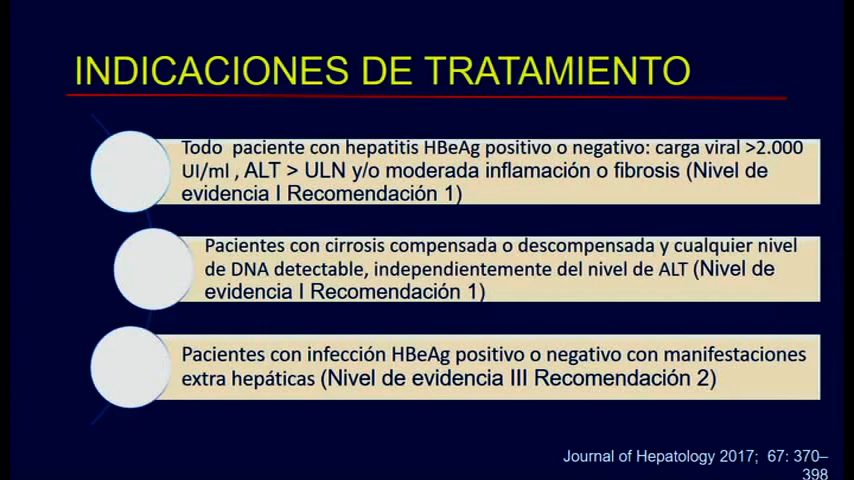 INDICACIONES DE TRATAMIENTO
Todo paciente con hepatitis HBeAg positivo o negativo: carga viral >2.000
UI/ml , ALT > ULN y/o moderada inflamación o fibrosis (Nivel de
evidencia I Recomendación 1)
Pacientes con cirrosis compensada o descompensada y cualquier nivel
de DNA detectable, independientemente del nivel de ALT (Nivel de
evidencia I Recomendación 1)
Pacientes con infección HBeAg positivo o negativo con manifestaciones
extra hepáticas (Nivel de evidencia III Recomendación 2)
Journal of Hepatology 2017; 67: 370–
398